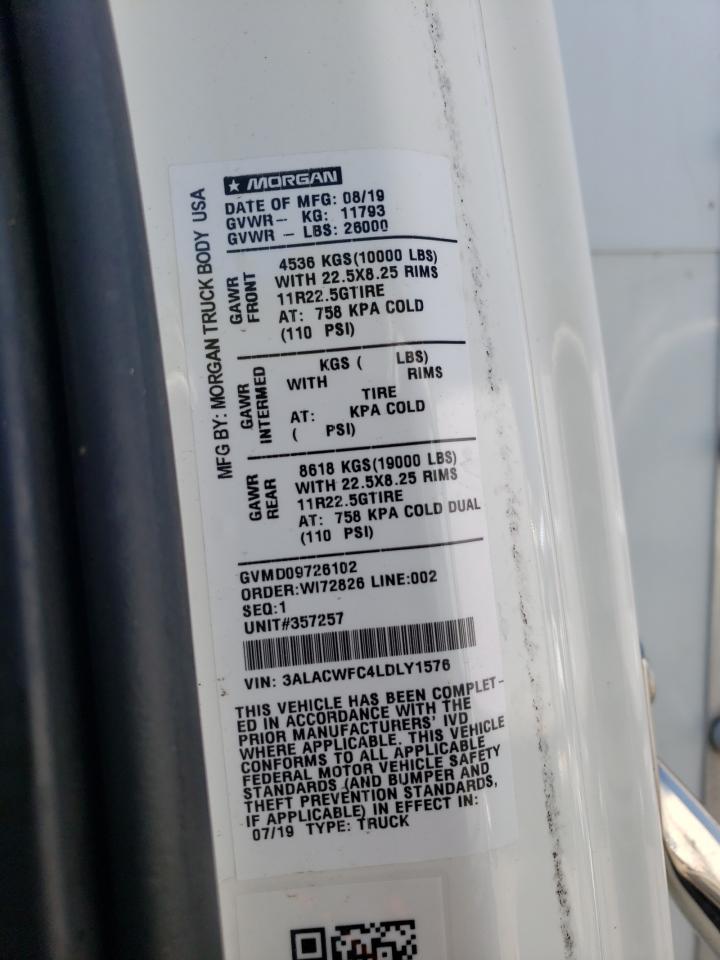 MORGAN
MFG BY: MORGAN TRUCK BODY USA
DATE OF MFG: 08/19
GVWR- KG: 11793
GVWR - LBS: 26000
GAWR
FRONT
4536 KGS(10000 LBS)
WITH 22.5X8.25 RIMS
11R22.5GTIRE
AT: 758 KPA COLD
(110 PSI)
GAWR
INTERMED
KGS ( LBS)
WITH RIMS
TIRE
AT: KPA COLD
( PSI)
GAWR
REAR
8618 KGS(19000 LBS)
WITH 22.5X8.25 RIMS
11R22.5GTIRE
AT: 758 KPA COLD DUAL
(110 PSI)
GVMD09726102
ORDER:WI72826 LINE:002
SEQ:1
UNIT#357257
VIN: 3ALACWFC4LDLY1576
THIS VEHICLE HAS BEEN COMPLET-
ED IN ACCORDANCE WITH THE
PRIOR MANUFACTURERS' IVD
WHERE APPLICABLE. THIS VEHICLE
CONFORMS TO ALL APPLICABLE
FEDERAL MOTOR VEHICLE SAFETY
STANDARDS (AND BUMPER AND
THEFT PREVENTION STANDARDS,
IF APPLICABLE) IN EFFECT IN:
07/19 TYPE: TRUCK